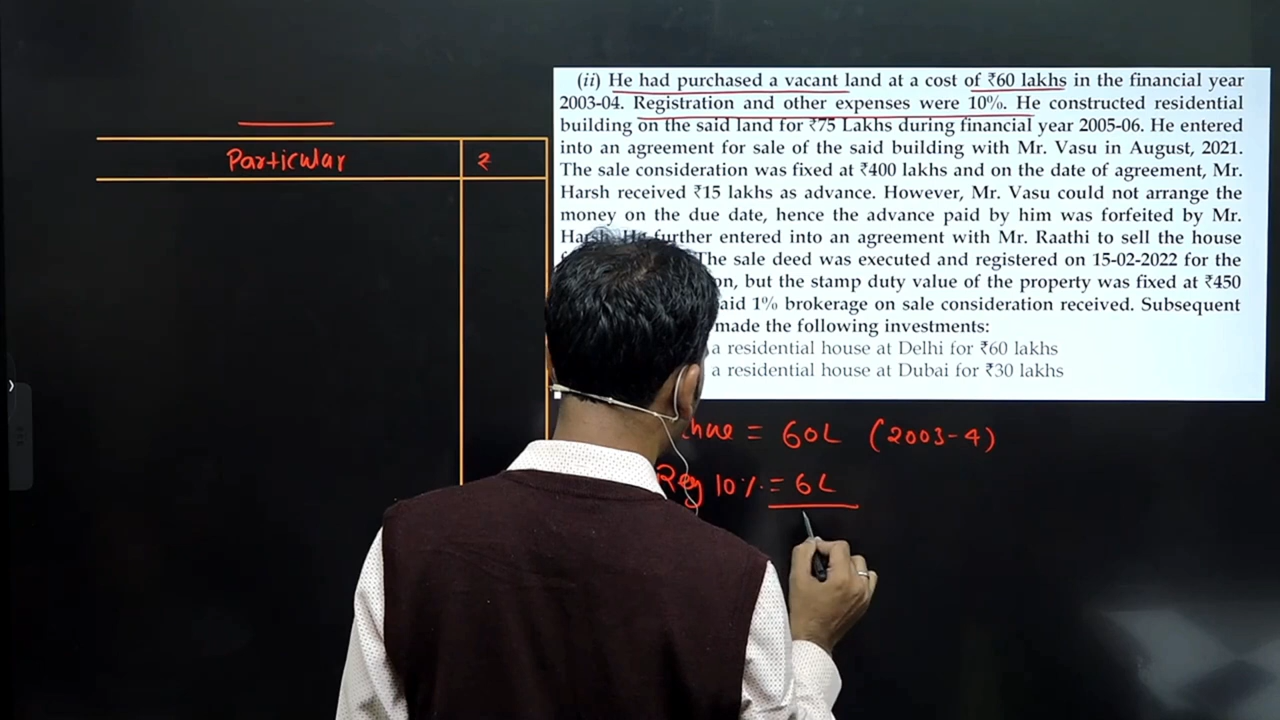 Particular
₹
(ii) He had purchased a vacant land at a cost of ₹60 lakhs in the financial year
2003-04. Registration and other expenses were 10%. He constructed residential
building on the said land for ₹75 Lakhs during financial year 2005-06. He entered
into an agreement for sale of the said building with Mr. Vasu in August, 2021.
The sale consideration was fixed at ₹400 lakhs and on the date of agreement, Mr.
Harsh received ₹15 lakhs as advance. However, Mr. Vasu could not arrange the
money on the due date, hence the advance paid by him was forfeited by Mr.
Harsh. He further entered into an agreement with Mr. Raathi to sell the house
The sale deed was executed and registered on 15-02-2022 for the
but the stamp duty value of the property was fixed at ₹450
1% brokerage on sale consideration received. Subsequent
made the following investments:
a residential house at Delhi for ₹60 lakhs
a residential house at Dubai for ₹30 lakhs
= 60L (2003-4)
Reg 10% = 6L